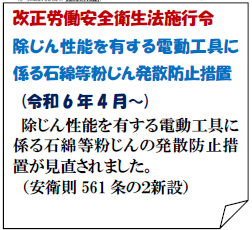 改正労働安全衛生法施行令
除じん性能を有する電動工具に
係る石綿等粉じん発散防止措置
（令和６年４月～）
除じん性能を有する電動工具に
係る石綿等粉じんの発散防止措
置が見直されました。
（安衛則 561 条の2新設）